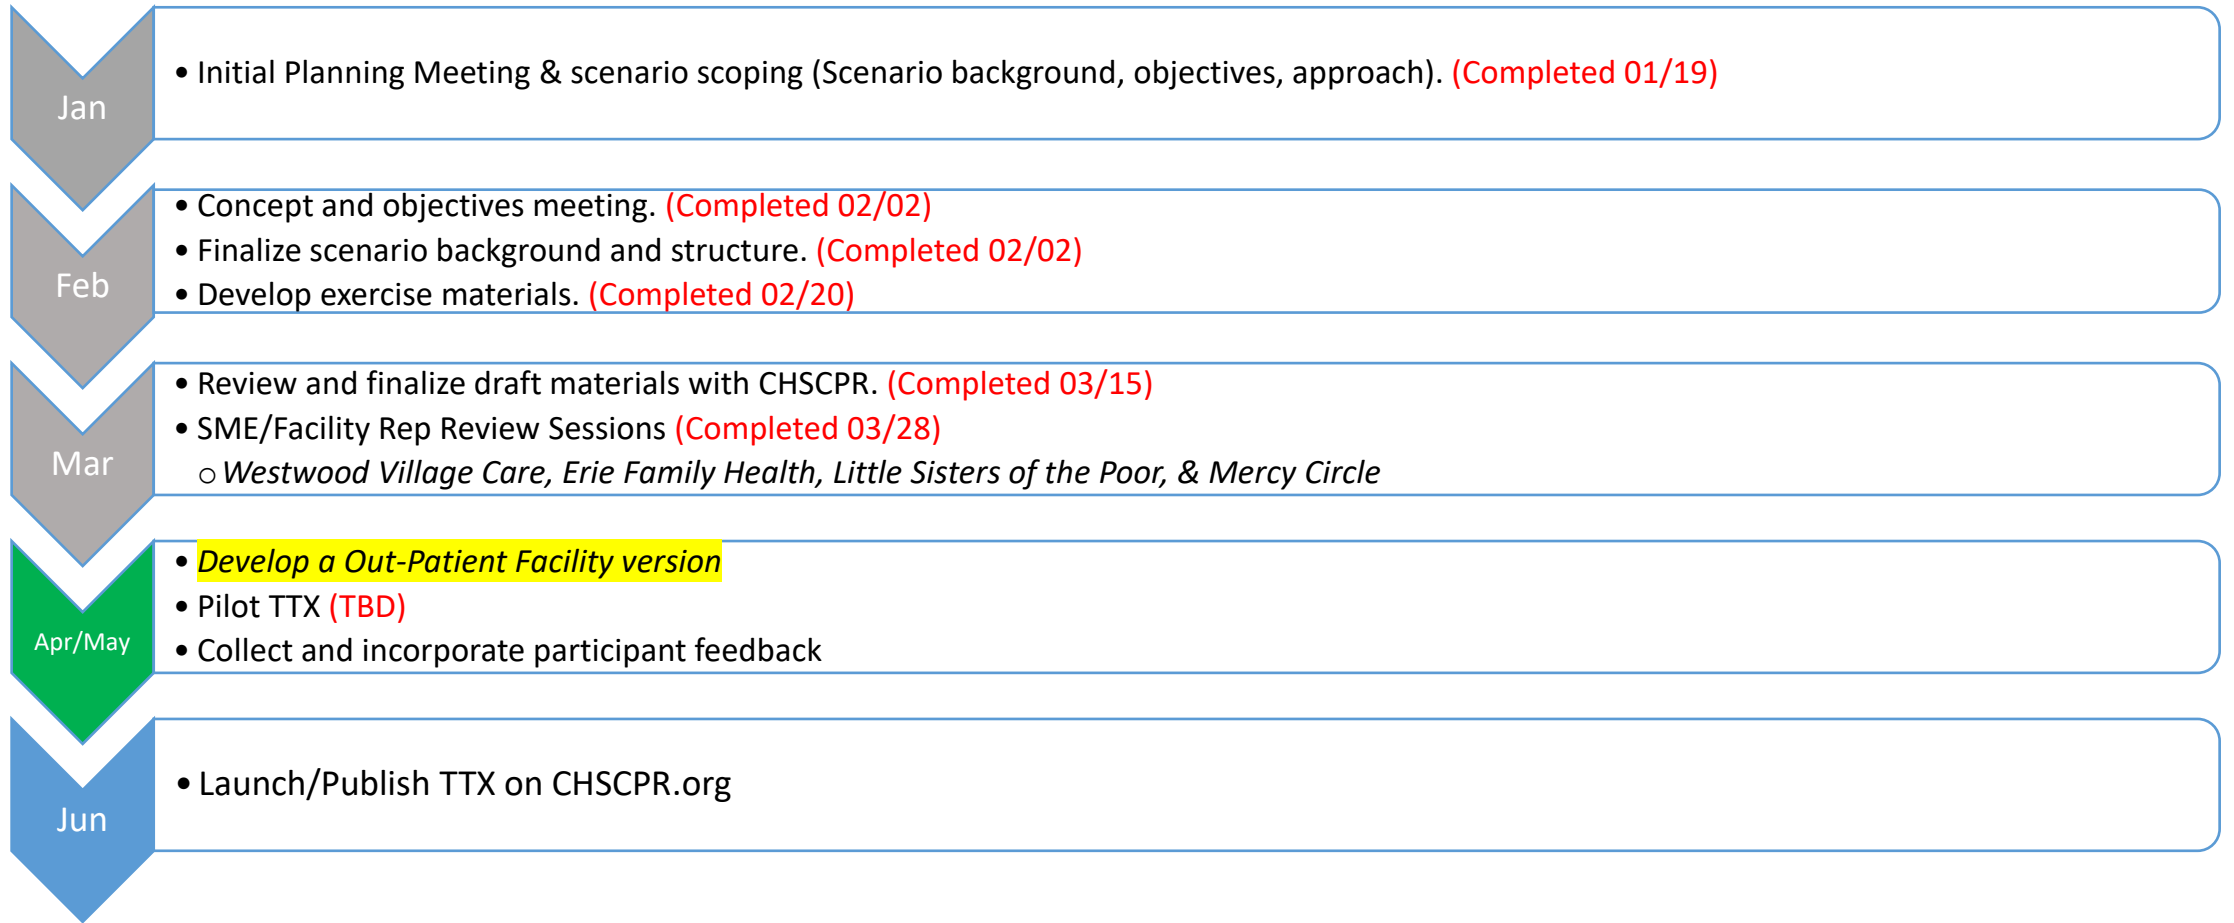 Jan
• Initial Planning Meeting & scenario scoping (Scenario background, objectives, approach). (Completed 01/19)
Feb
• Concept and objectives meeting. (Completed 02/02)
• Finalize scenario background and structure. (Completed 02/02)
• Develop exercise materials. (Completed 02/20)
Mar
• Review and finalize draft materials with CHSCPR. (Completed 03/15)
• SME/Facility Rep Review Sessions (Completed 03/28)
o Westwood Village Care, Erie Family Health, Little Sisters of the Poor, & Mercy Circle
Apr/May
• Develop a Out-Patient Facility version
• Pilot TTX (TBD)
• Collect and incorporate participant feedback
Jun
• Launch/Publish TTX on CHSCPR.org